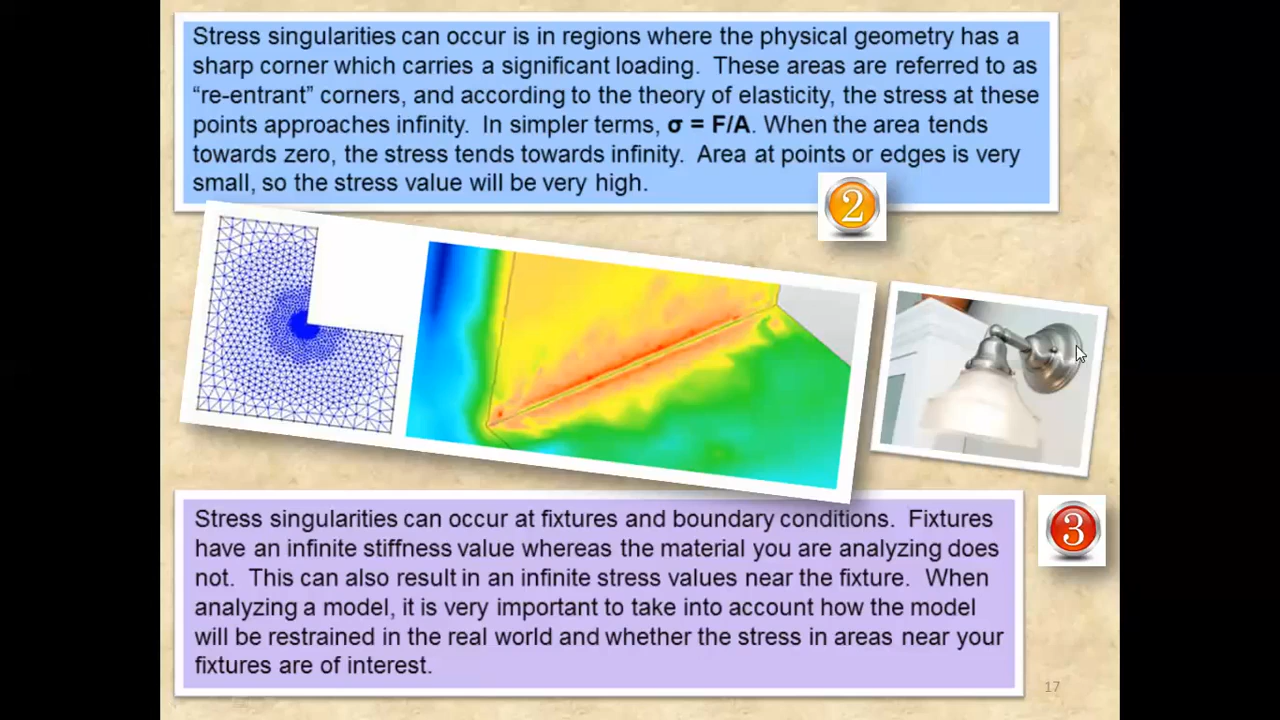 Stress singularities can occur is in regions where the physical geometry has a
sharp corner which carries a significant loading. These areas are referred to as
“re-entrant” corners, and according to the theory of elasticity, the stress at these
points approaches infinity. In simpler terms, σ = F/A. When the area tends
towards zero, the stress tends towards infinity. Area at points or edges is very
small, so the stress value will be very high.
2
Stress singularities can occur at fixtures and boundary conditions. Fixtures
have an infinite stiffness value whereas the material you are analyzing does
not. This can also result in an infinite stress values near the fixture. When
analyzing a model, it is very important to take into account how the model
will be restrained in the real world and whether the stress in areas near your
fixtures are of interest.
3
17